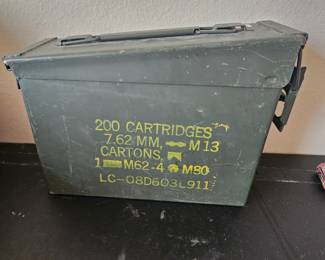 200 CARTRIDGES
7.62 MM, M13
CARTONS,
1 M62-4 M80
LC-08D603L911